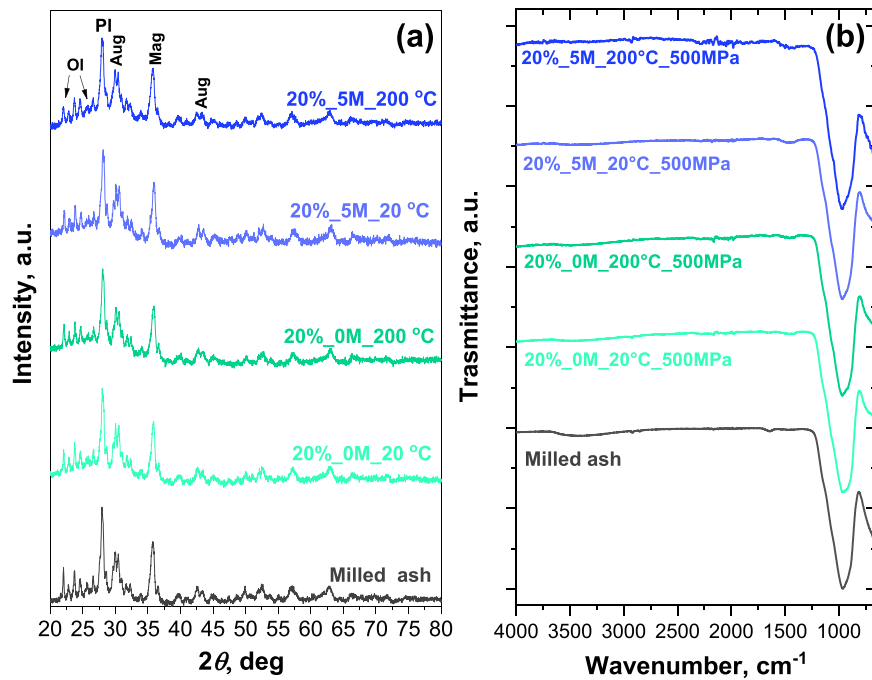 (a)
Pl
Aug
Mag
Ol
Aug
20%_5M_200 °C
20%_5M_20 °C
20%_0M_200 °C
20%_0M_20 °C
Milled ash
Intensity, a.u.
20 25 30 35 45 50 55 60 65 70 75 80
2θ, deg
(b)
20%_5M_200°C_500MPa
20%_5M_20°C_500MPa
20%_0M_200°C_500MPa
20%_0M_20°C_500MPa
Milled ash
Trasmittance, a.u.
4000 3500 3000 2500 2000 1500 1000
Wavenumber, cm⁻¹